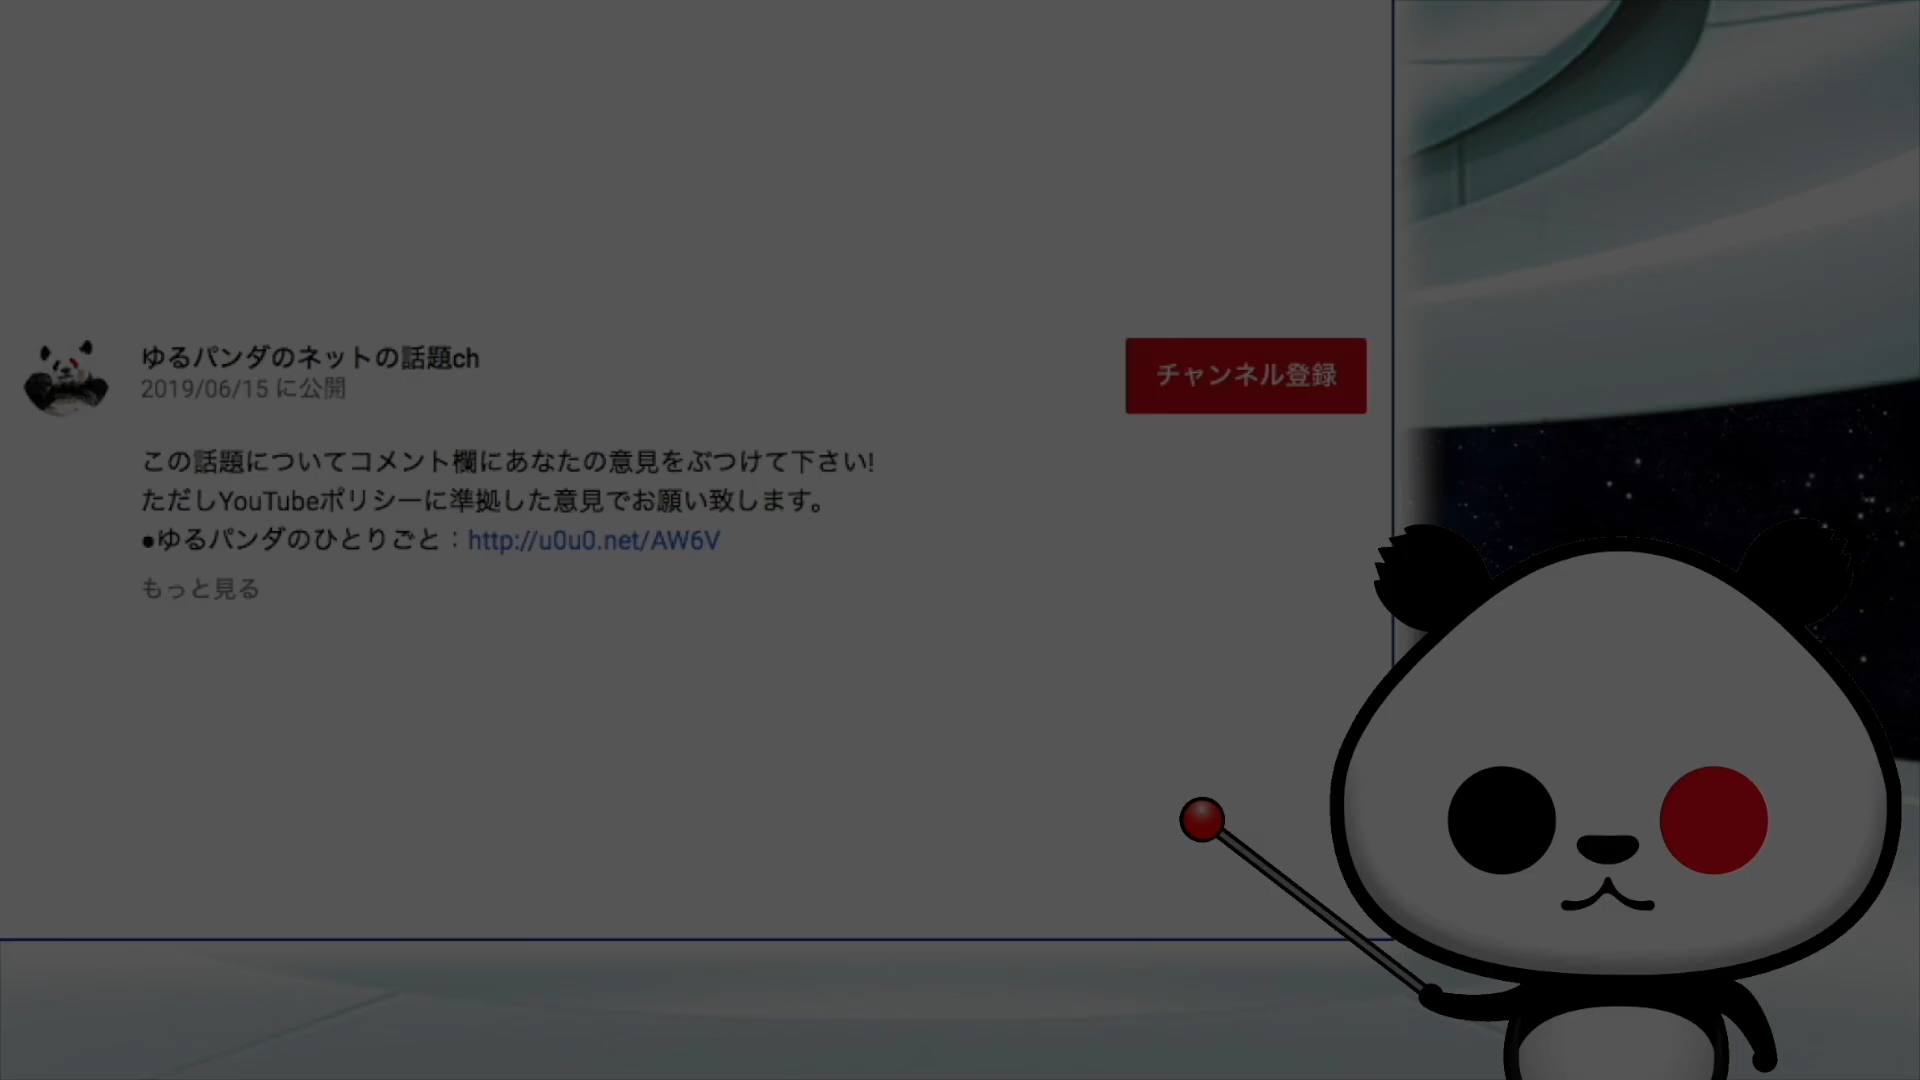 ゆるパンダのネットの話題ch
2019/06/15 に公開
チャンネル登録
この話題についてコメント欄にあなたの意見をぶつけて下さい!
ただしYouTubeポリシーに準拠した意見でお願い致します。
●ゆるパンダのひとりごと：http://u0u0.net/AW6V
もっと見る